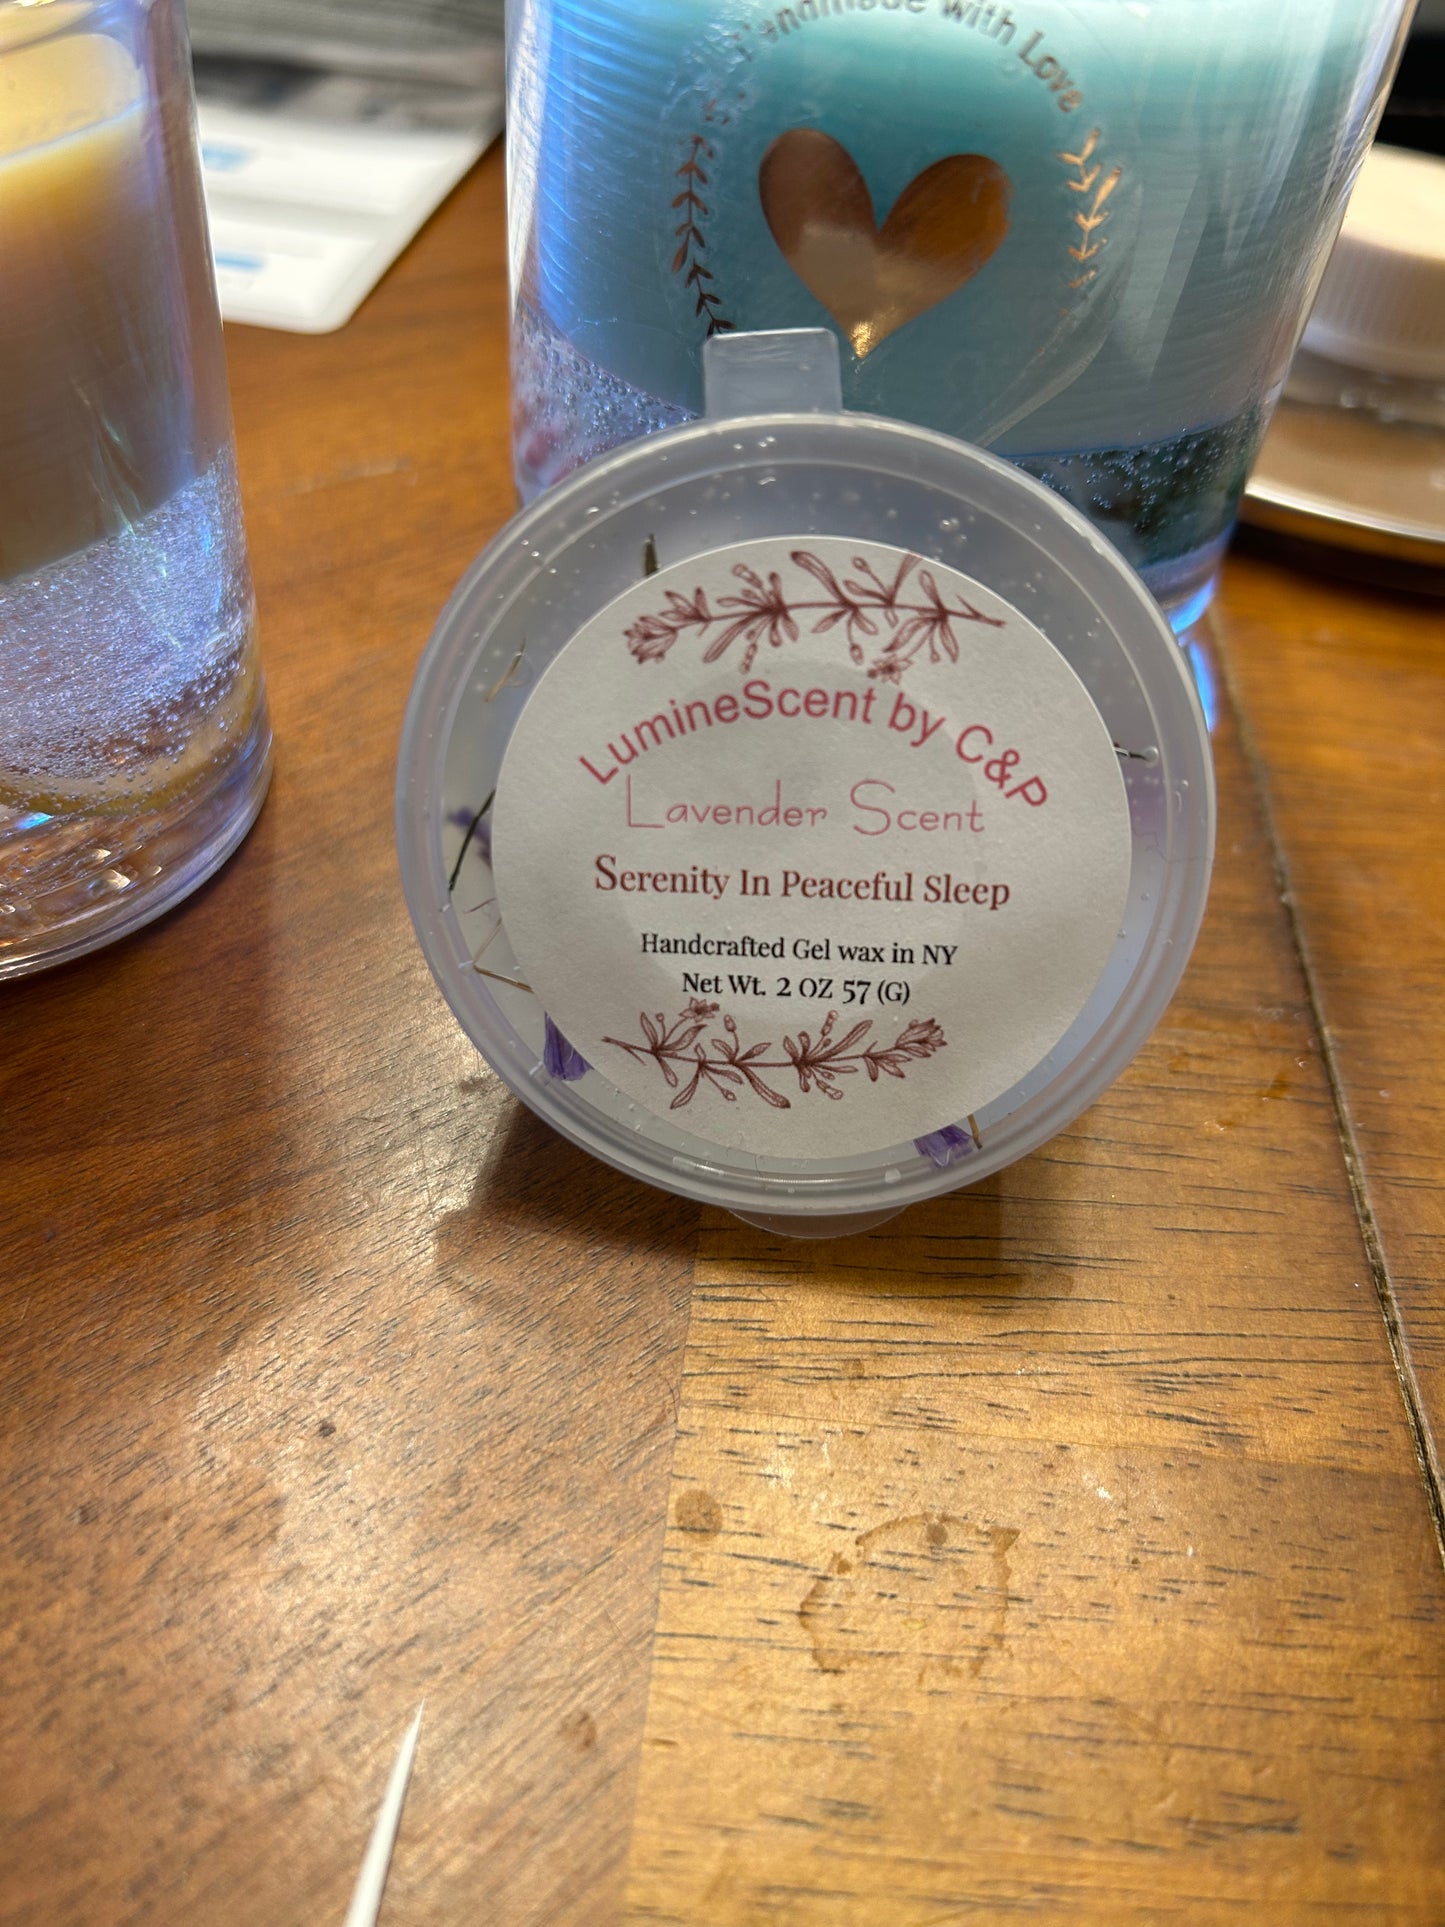 Handmade with Love
LumineScent by C&P
Lavender Scent
Serenity In Peaceful Sleep
Handcrafted Gel wax in NY
Net Wt. 2 OZ 57 (G)